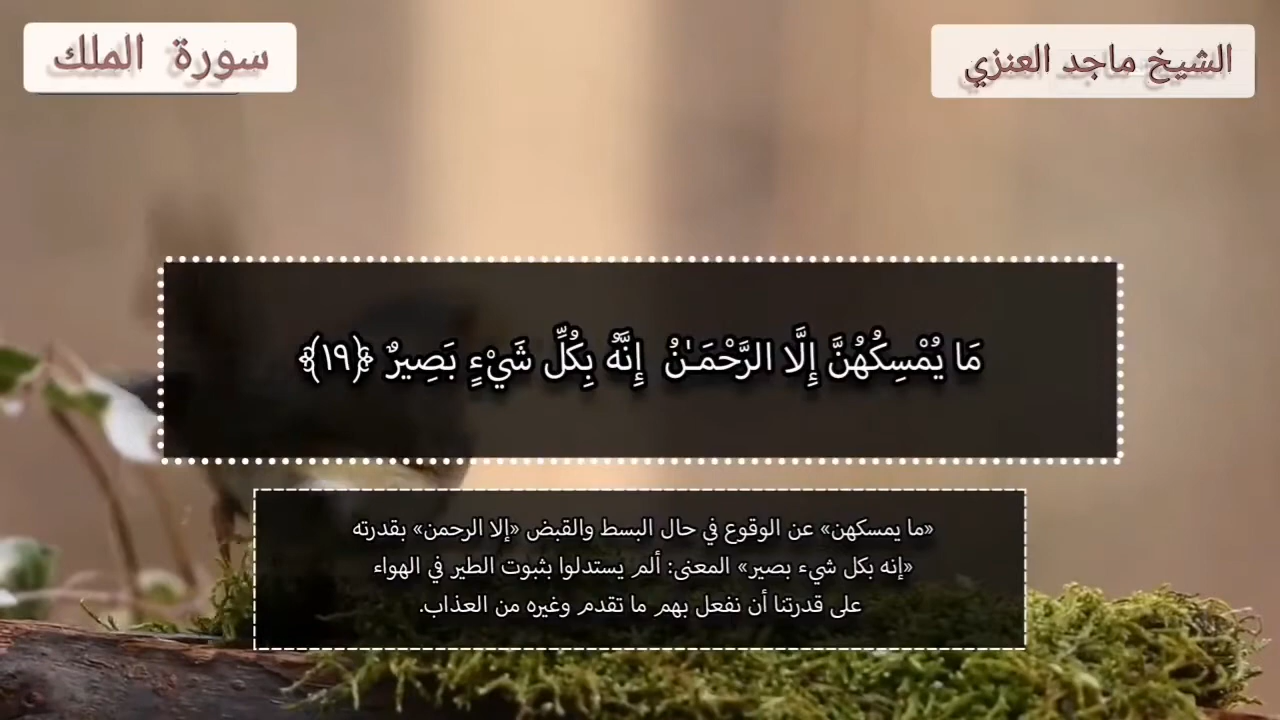 الشيخ ماجد العنزي
سورة الملك
مَا يُمْسِكُهُنَّ إِلَّا الرَّحْمَـٰنُ إِنَّهُ بِكُلِّ شَيْءٍ بَصِيرٌ ﴿١٩﴾
«ما يمسكهن» عن الوقوع في حال البسط والقبض «إلا الرحمن» بقدرته
«إنه بكل شيء بصير» المعنى: ألم يستدلوا بثبوت الطير في الهواء
على قدرتنا أن نفعل بهم ما تقدم وغيره من العذاب.